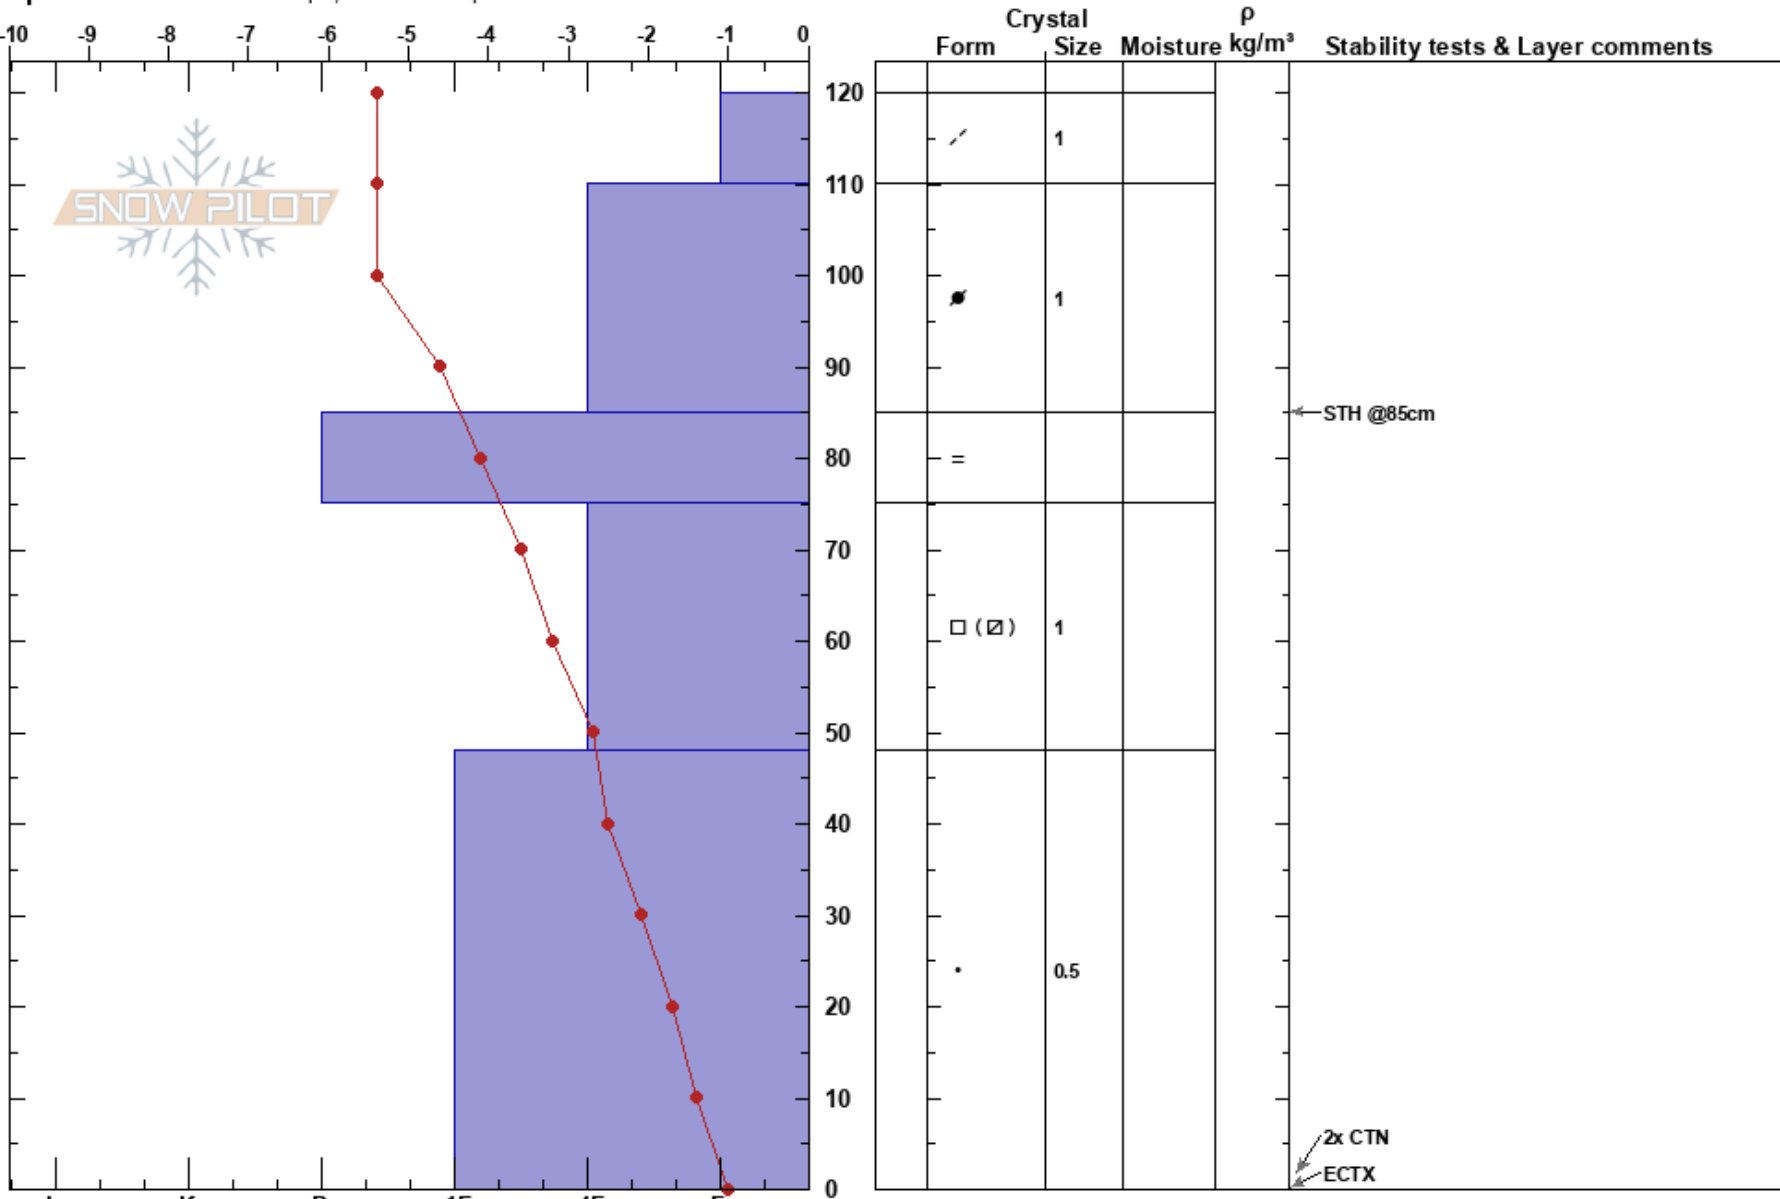 Crystal ρ
-10 -9 -8 -7 -6 -5 -4 -3 -2 -1 0 Form Size Moisture kg/m³ Stability tests & Layer comments
120
1
110
SNOW PILOT
100
1
90
STH @85cm
80
=
70
( ) 1
60
50
40
30
0.5
20
10
2x CTN
ECTX
0